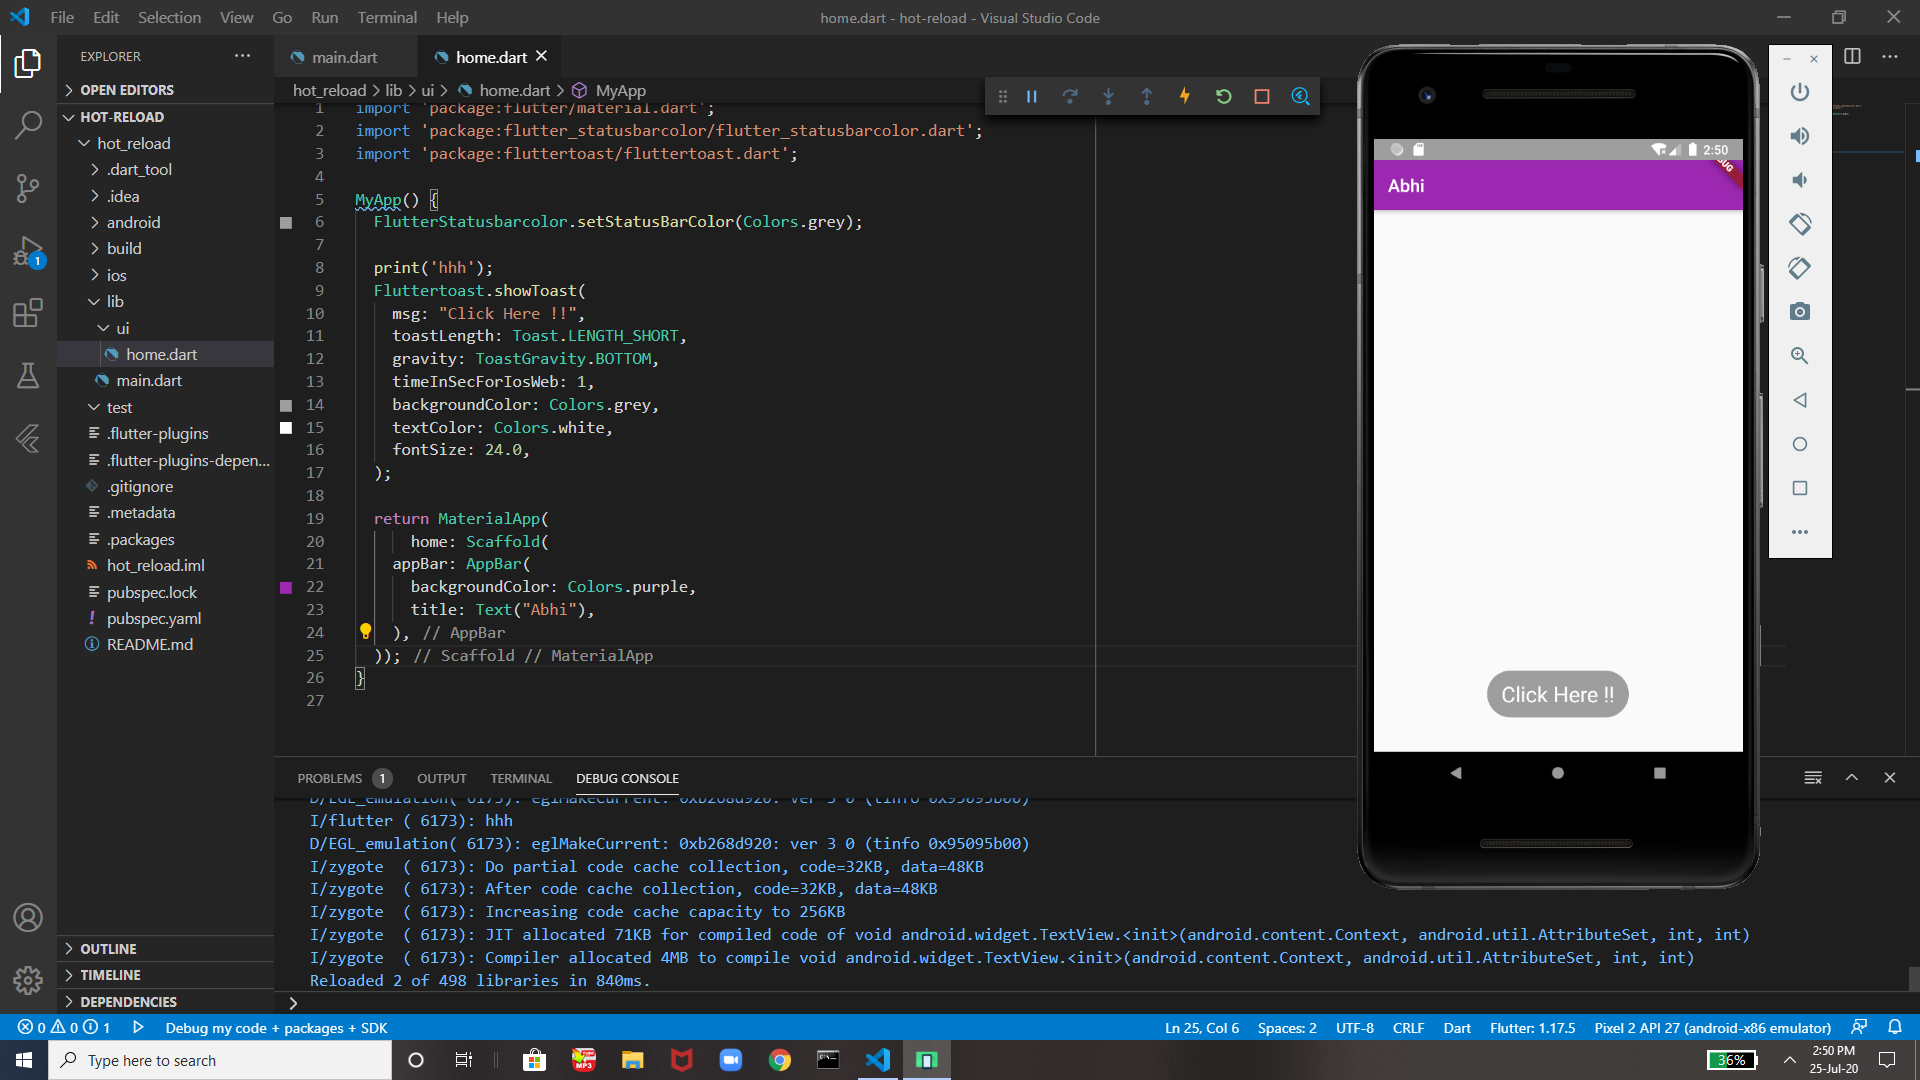 File Edit Selection View Go Run Terminal Help
home.dart - hot-reload - Visual Studio Code
EXPLORER
OPEN EDITORS
HOT-RELOAD
hot_reload
.dart_tool
.idea
android
build
ios
lib
ui
home.dart
main.dart
test
.flutter-plugins
.flutter-plugins-depen...
.gitignore
.metadata
.packages
hot_reload.iml
pubspec.lock
pubspec.yaml
README.md
OUTLINE
TIMELINE
DEPENDENCIES
1
main.dart
home.dart
hot_reload > lib > ui > home.dart > MyApp
1 import 'package:flutter/material.dart';
2 import 'package:flutter_statusbarcolor/flutter_statusbarcolor.dart';
3 import 'package:fluttertoast/fluttertoast.dart';
4
5 MyApp() {
6 FlutterStatusbarcolor.setStatusBarColor(Colors.grey);
7
8 print('hhh');
9 Fluttertoast.showToast(
10 msg: "Click Here !!",
11 toastLength: Toast.LENGTH_SHORT,
12 gravity: ToastGravity.BOTTOM,
13 timeInSecForIosWeb: 1,
14 backgroundColor: Colors.grey,
15 textColor: Colors.white,
16 fontSize: 24.0,
17 );
18
19 return MaterialApp(
20 home: Scaffold(
21 appBar: AppBar(
22 backgroundColor: Colors.purple,
23 title: Text("Abhi"),
24 ), // AppBar
25 )); // Scaffold // MaterialApp
26 }
27
2:50
Abhi
Click Here !!
PROBLEMS 1 OUTPUT TERMINAL DEBUG CONSOLE
D/EGL_emulation( 6173): eglMakeCurrent: 0xb268d920: ver 3 0 (tinfo 0x95095b00)
I/flutter ( 6173): hhh
D/EGL_emulation( 6173): eglMakeCurrent: 0xb268d920: ver 3 0 (tinfo 0x95095b00)
I/zygote  ( 6173): Do partial code cache collection, code=32KB, data=48KB
I/zygote  ( 6173): After code cache collection, code=32KB, data=48KB
I/zygote  ( 6173): Increasing code cache capacity to 256KB
I/zygote  ( 6173): JIT allocated 71KB for compiled code of void android.widget.TextView.<init>(android.content.Context, android.util.AttributeSet, int, int)
I/zygote  ( 6173): Compiler allocated 4MB to compile void android.widget.TextView.<init>(android.content.Context, android.util.AttributeSet, int, int)
Reloaded 2 of 498 libraries in 840ms.
0 0 1 Debug my code + packages + SDK Ln 25, Col 6 Spaces: 2 UTF-8 CRLF Dart Flutter: 1.17.5 Pixel 2 API 27 (android-x86 emulator)
Type here to search
MP3
36%
2:50 PM
25-Jul-20